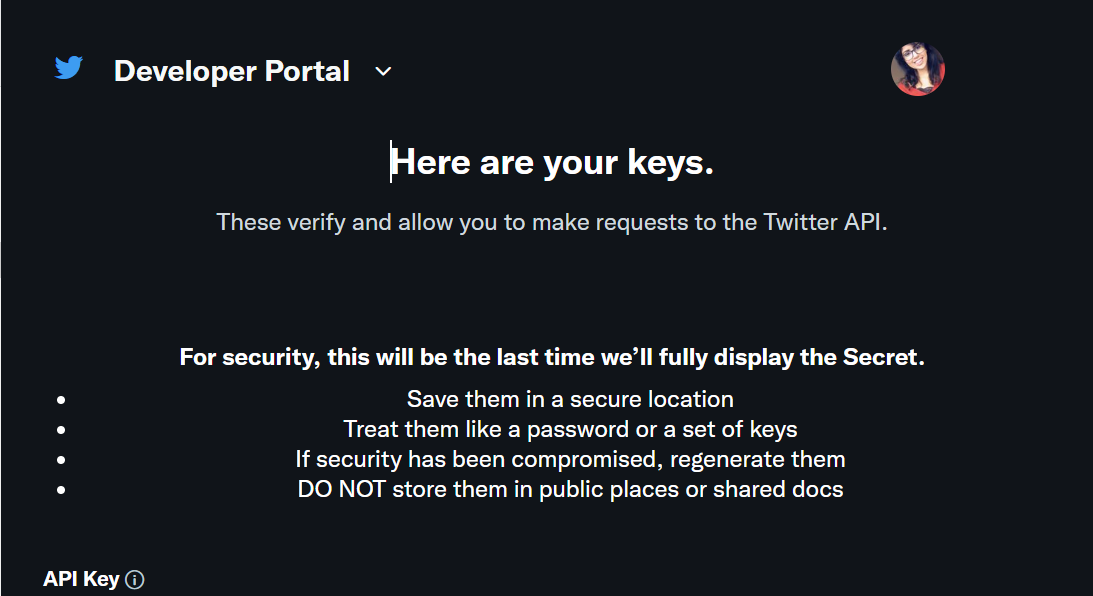 Developer Portal
Here are your keys.
These verify and allow you to make requests to the Twitter API.
For security, this will be the last time we’ll fully display the Secret.
Save them in a secure location
Treat them like a password or a set of keys
If security has been compromised, regenerate them
DO NOT store them in public places or shared docs
API Key